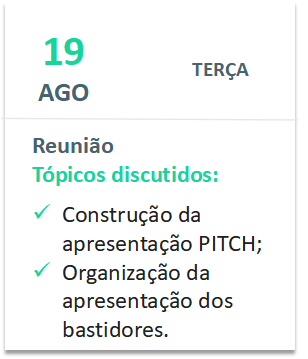 19
AGO
TERÇA
Reunião
Tópicos discutidos:
✓ Construção da
apresentação PITCH;
✓ Organização da
apresentação dos
bastidores.